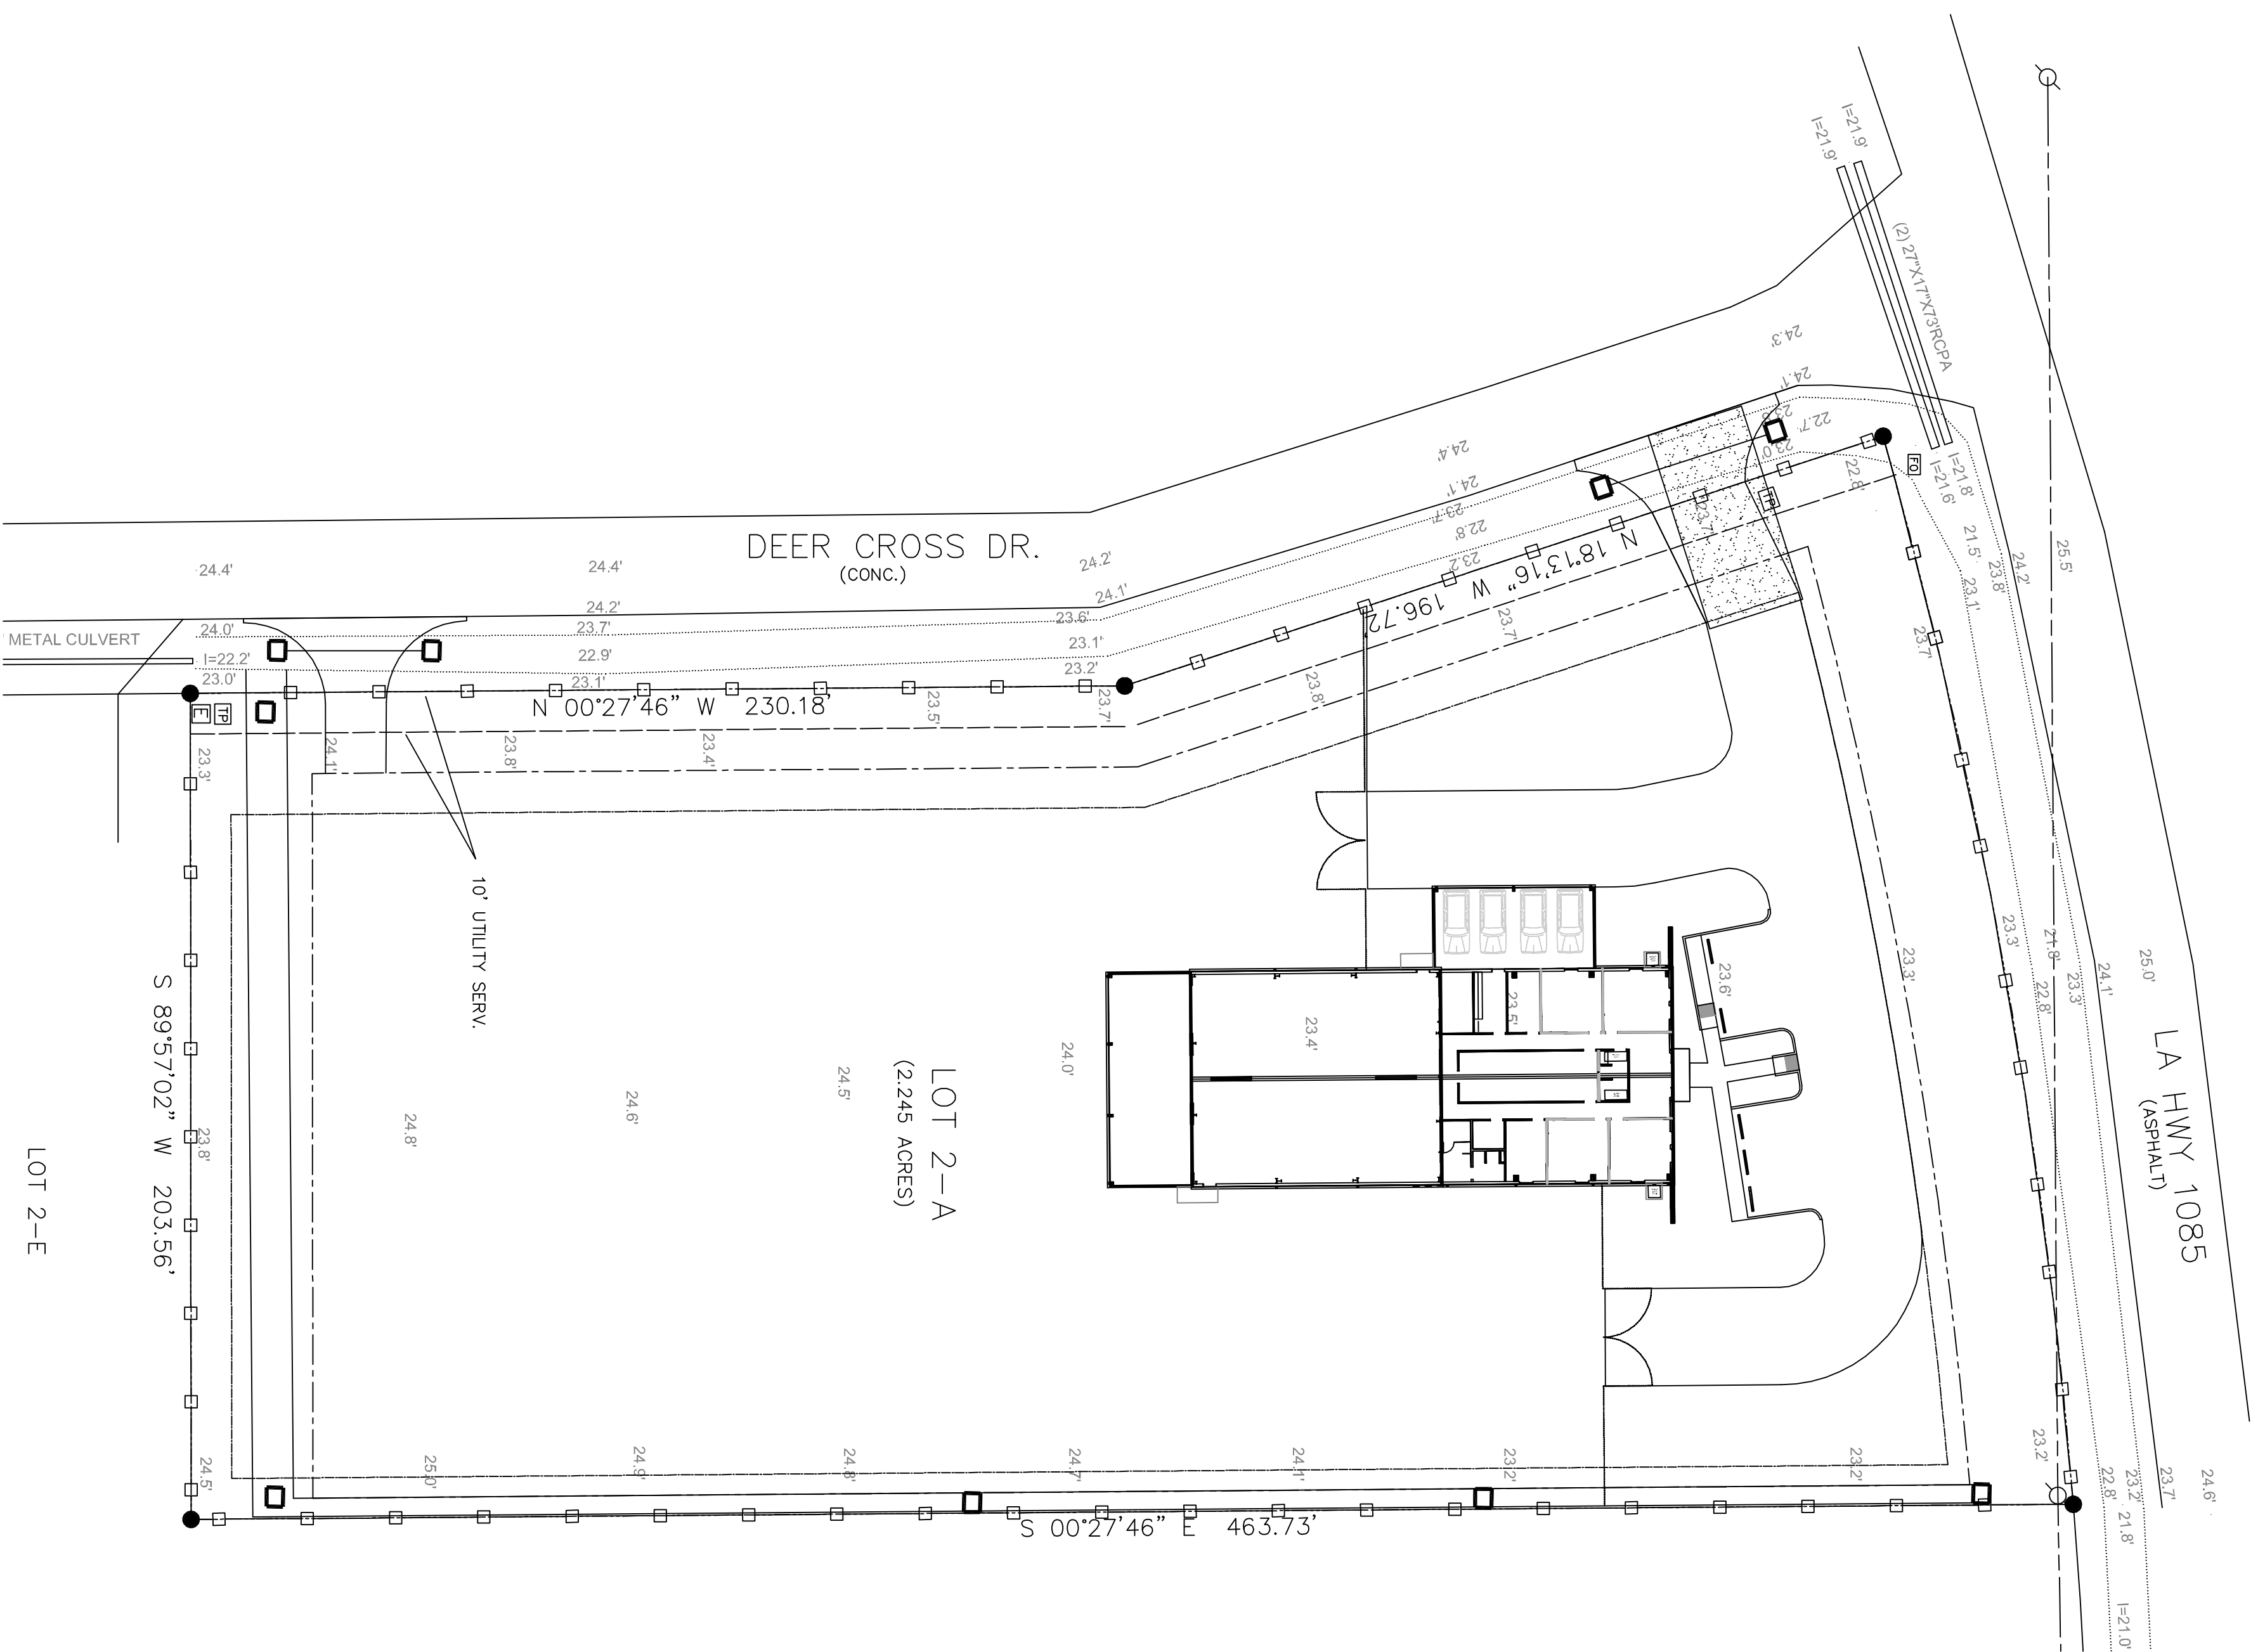 I=21.9'
I=21.9'
(2) 27"X17"X73'RCPA
24.3'
24.1'
22.7'
23.0'
22.8'
FO
I=21.8'
I=21.6'
TP
23.7'
21.5'
23.8'
24.2'
25.5'
23.1'
23.7'
24.4'
24.1'
23.7'
22.8'
23.2'
N 18°13'16" W 196.72'
23.7'
23.8'
DEER CROSS DR.
(CONC.)
24.2'
24.1'
23.6'
23.1'
23.2'
23.7'
24.4'
24.4'
24.2'
23.7'
22.9'
23.1'
24.0'
METAL CULVERT
I=22.2'
23.0'
E
TP
N 00°27'46" W 230.18'
23.5'
23.3'
24.1'
23.8'
23.4'
10' UTILITY SERV.
S 89°57'02" W 203.56'
23.8'
LOT 2-E
24.8'
24.6'
24.5'
LOT 2-A
(2.245 ACRES)
24.0'
23.4'
23.5'
23.6'
23.3'
23.3'
21.8'
22.8'
23.3'
24.1'
25.0'
LA HWY 1085
(ASPHALT)
24.5'
25.0'
24.9'
24.8'
24.7'
24.1'
23.2'
23.2'
23.2'
22.8'
23.2'
23.7'
24.6'
21.8'
I=21.0'
S 00°27'46" E 463.73'